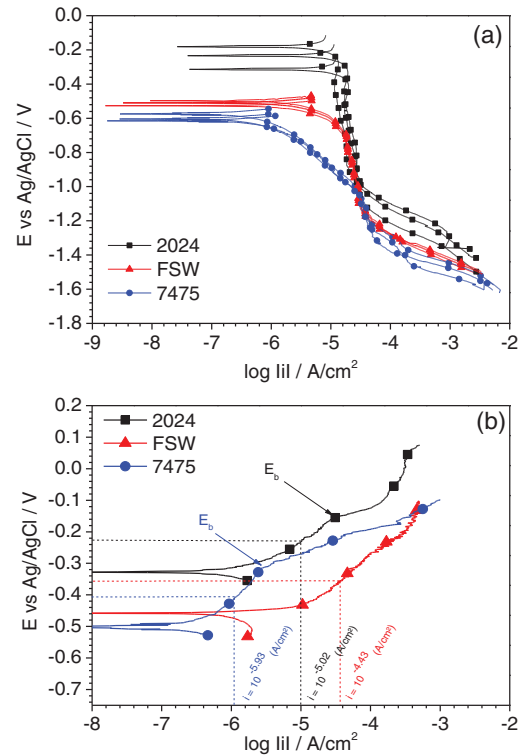 (a)
0.0
-0.2
-0.4
-0.6
-0.8
-1.0
-1.2
-1.4
-1.6
-1.8
E vs Ag/AgCl / V
2024
FSW
7475
-9 -8 -7 -6 -5 -4 -3 -2
log IiI / A/cm²
(b)
0.2
0.1
0.0
-0.1
-0.2
-0.3
-0.4
-0.5
-0.6
-0.7
E vs Ag/AgCl / V
2024
FSW
7475
E_b
E_b
i = 10^-5.93 (A/cm²)
i = 10^-5.02 (A/cm²)
i = 10^-4.43 (A/cm²)
-8 -7 -6 -5 -4 -3 -2
log IiI / A/cm²